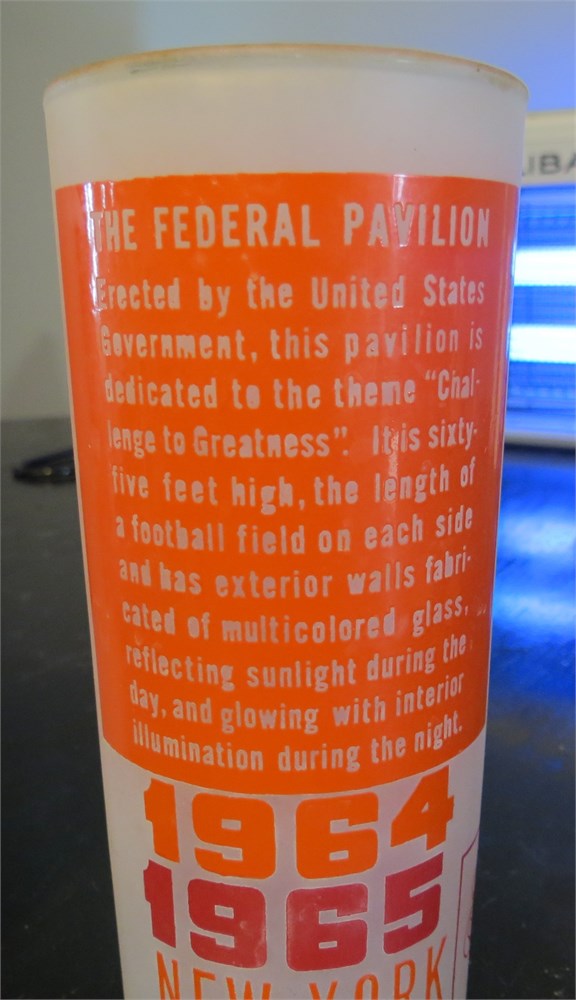 THE FEDERAL PAVILION
Erected by the United States
Government, this pavilion is
dedicated to the theme "Chal-
lenge to Greatness". It is sixty-
five feet high, the length of
a football field on each side
and has exterior walls fabri-
cated of multicolored glass,
reflecting sunlight during the
day, and glowing with interior
illumination during the night.
1964
1965
NEW YORK